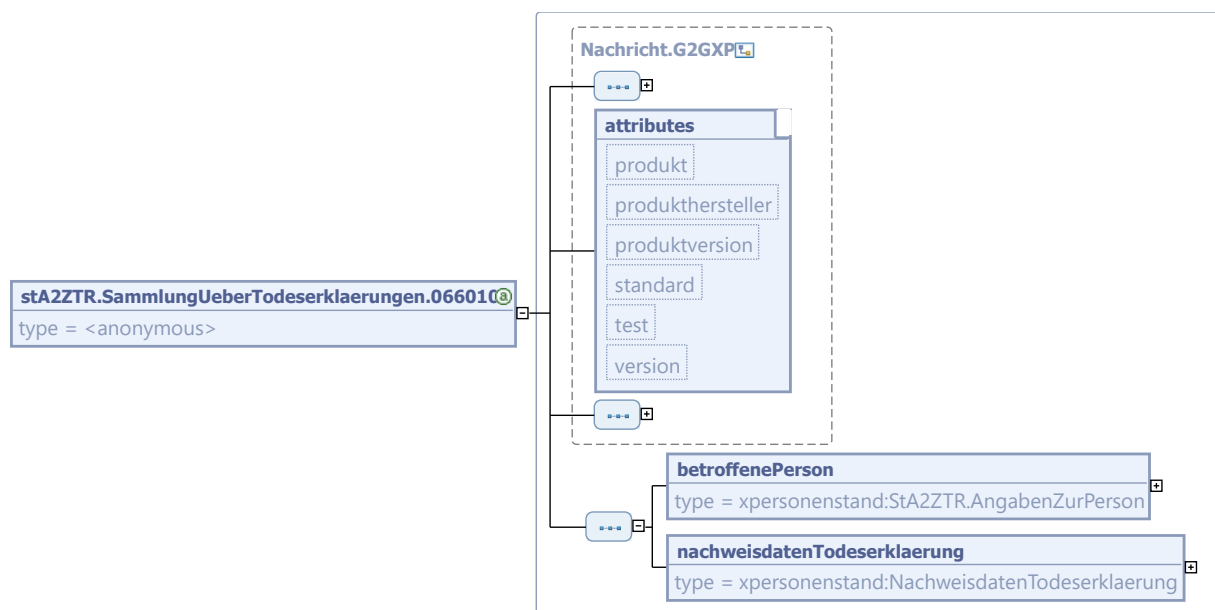 Nachricht.G2GXP
attributes
produkt
produkthersteller
produktversion
standard
test
version
stA2ZTR.SammlungUeberTodeserklaerungen.066010
a
type = <anonymous>
betroffenePerson
type = xpersonenstand:StA2ZTR.AngabenZurPerson
nachweisdatenTodeserklaerung
type = xpersonenstand:NachweisdatenTodeserklaerung